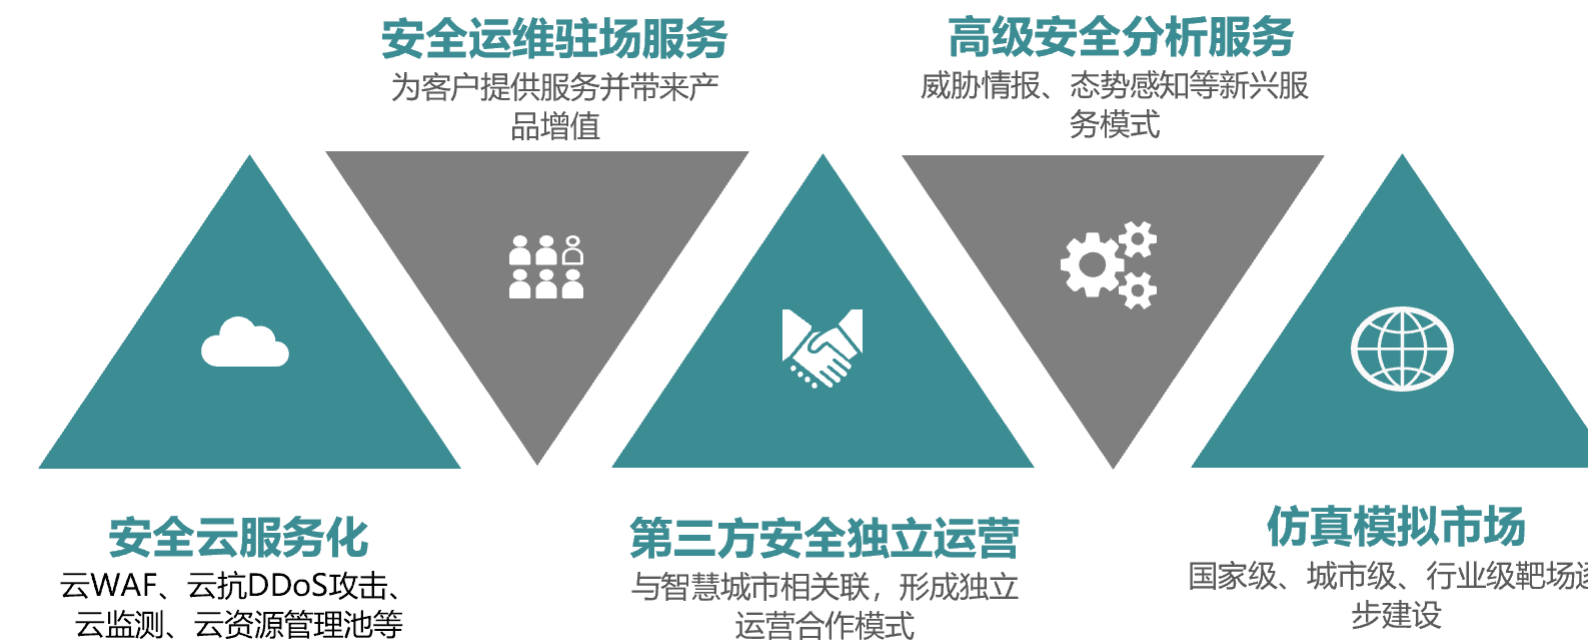 安全运维驻场服务
为客户提供服务并带来产
品增值
高级安全分析服务
威胁情报、态势感知等新兴服
务模式
安全云服务化
云WAF、云抗DDoS攻击、
云监测、云资源管理池等
第三方安全独立运营
与智慧城市相关联，形成独立
运营合作模式
仿真模拟市场
国家级、城市级、行业级靶场逐
步建设